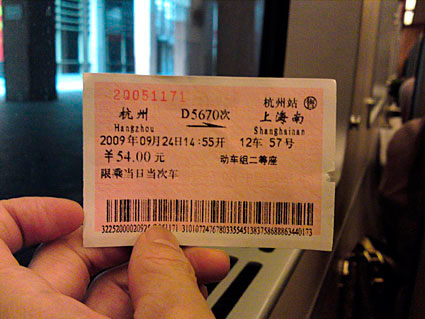 2Q051171
杭州站 售
杭州 D5670次 上海南
Hangzhou Shanghainan
2009年09月24日14:55开 12车57号
¥54.00元 动车组二等座
限乘当日当次车